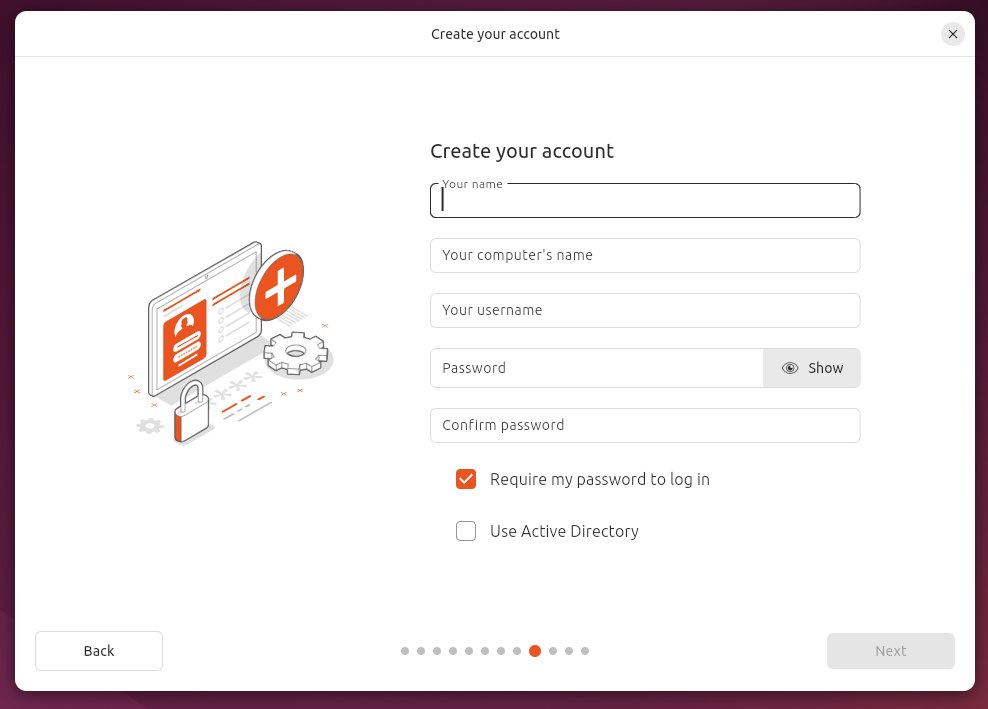 Create your account
Create your account
Your name
Your computer's name
Your username
Password
Show
Confirm password
Require my password to log in
Use Active Directory
Back
Next